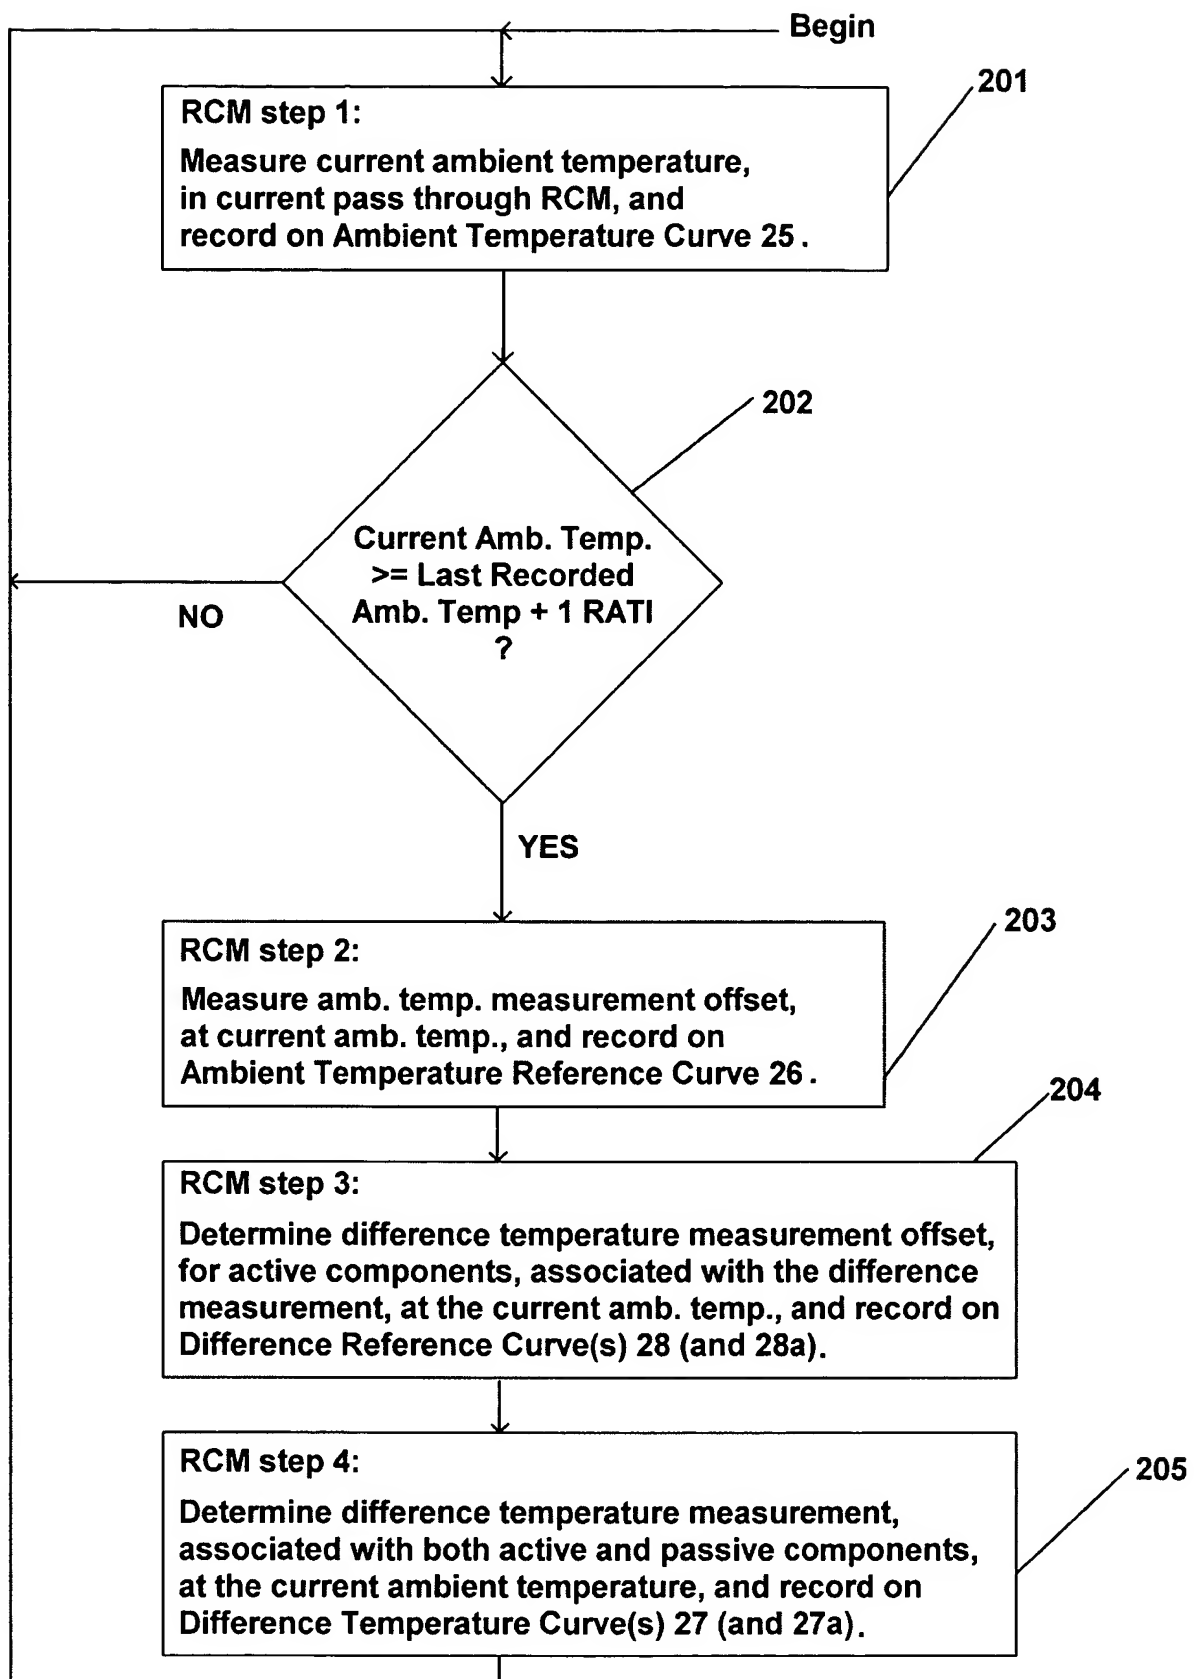 Begin
201
RCM step 1:
Measure current ambient temperature,
in current pass through RCM, and
record on Ambient Temperature Curve 25.
202
Current Amb. Temp.
>= Last Recorded
Amb. Temp + 1 RATI
?
NO
YES
203
RCM step 2:
Measure amb. temp. measurement offset,
at current amb. temp., and record on
Ambient Temperature Reference Curve 26.
204
RCM step 3:
Determine difference temperature measurement offset,
for active components, associated with the difference
measurement, at the current amb. temp., and record on
Difference Reference Curve(s) 28 (and 28a).
205
RCM step 4:
Determine difference temperature measurement,
associated with both active and passive components,
at the current ambient temperature, and record on
Difference Temperature Curve(s) 27 (and 27a).